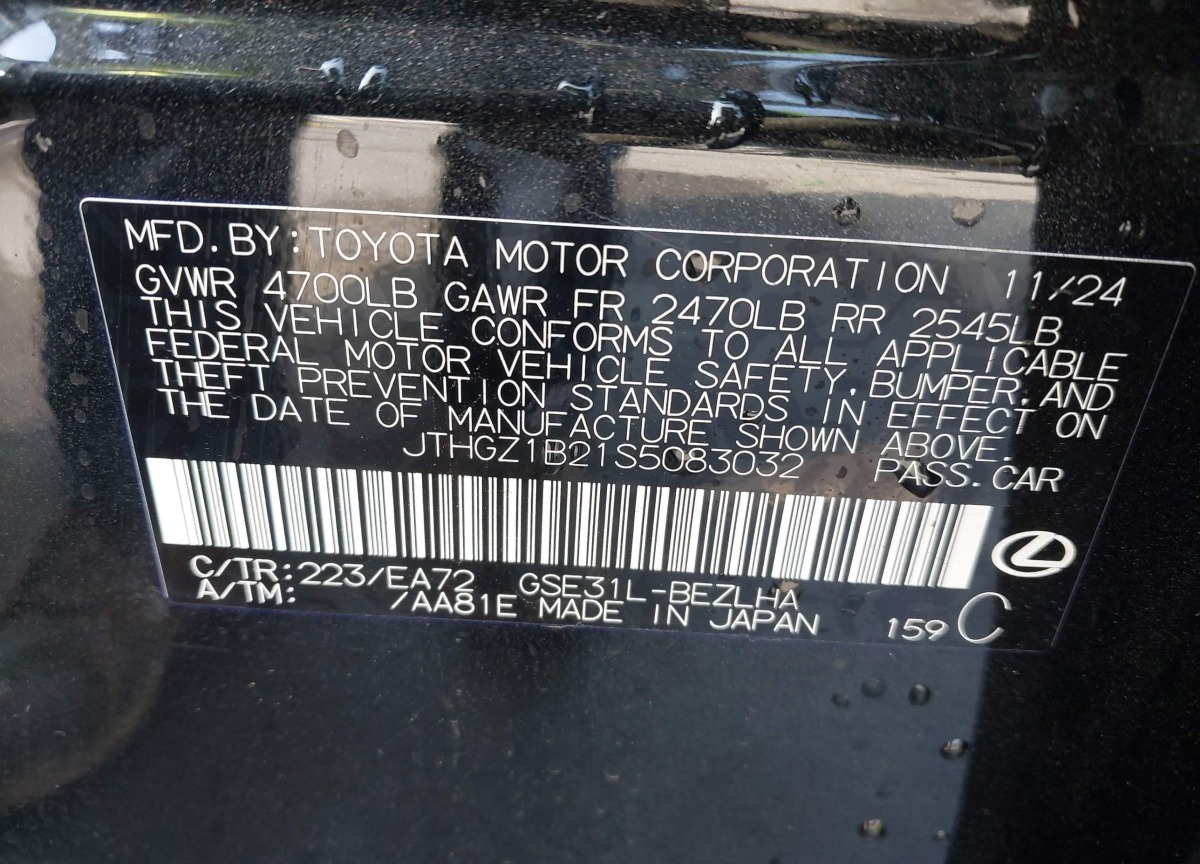 MFD.BY:TOYOTA MOTOR CORPORATION 11/24
GVWR 4700LB GAWR FR 2470LB RR 2545LB
THIS VEHICLE CONFORMS TO ALL APPLICABLE
FEDERAL MOTOR VEHICLE SAFETY,BUMPER,AND
THEFT PREVENTION STANDARDS IN EFFECT ON
THE DATE OF MANUFACTURE SHOWN ABOVE.
JTHGZ1B21S5083032 PASS.CAR
C/TR:223/EA72 GSE31L-BEZLHA
A/TM: /AA81E MADE IN JAPAN 159 C